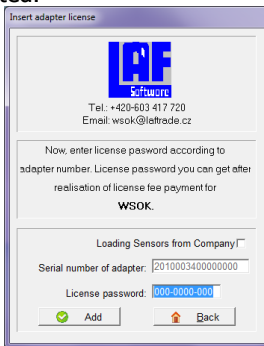 Insert adapter license
LAF
Software
Tel.: +420-603 417 720
Email: wsok@laftrade.cz
Now, enter license pasword according to
adapter number. License password you can get after
realisation of license fee payment for
WSOK.
Loading Sensors from Company
Serial number of adapter: 2010003400000000
License password: 000-0000-000
Add Back